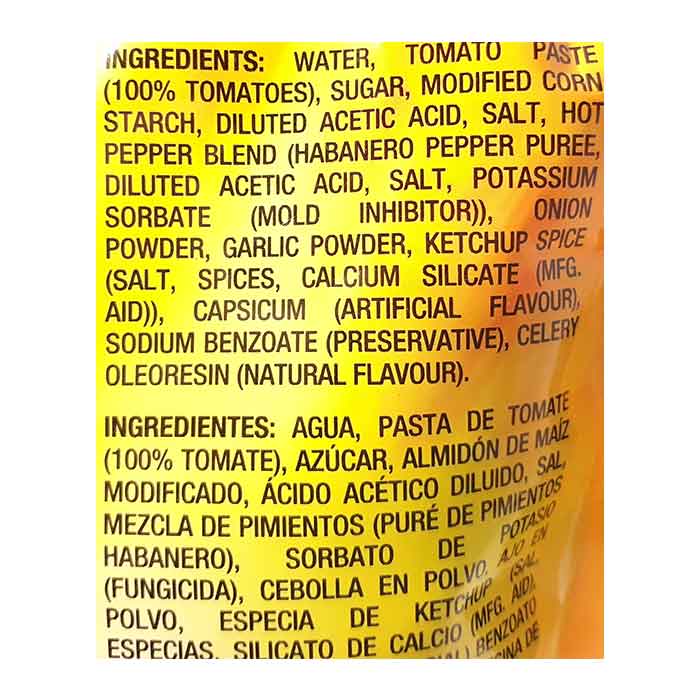 INGREDIENTS: WATER, TOMATO PASTE
(100% TOMATOES), SUGAR, MODIFIED CORN
STARCH, DILUTED ACETIC ACID, SALT, HOT
PEPPER BLEND (HABANERO PEPPER PUREE,
DILUTED ACETIC ACID, SALT, POTASSIUM
SORBATE (MOLD INHIBITOR)), ONION
POWDER, GARLIC POWDER, KETCHUP SPICE
(SALT, SPICES, CALCIUM SILICATE (MFG.
AID)), CAPSICUM (ARTIFICIAL FLAVOUR),
SODIUM BENZOATE (PRESERVATIVE), CELERY
OLEORESIN (NATURAL FLAVOUR).
INGREDIENTES: AGUA, PASTA DE TOMATE
(100% TOMATE), AZÚCAR, ALMIDÓN DE MAÍZ
MODIFICADO, ÁCIDO ACÉTICO DILUIDO, SAL,
MEZCLA DE PIMIENTOS (PURÉ DE PIMIENTOS
HABANERO), SORBATO DE POTASIO
(FUNGICIDA), CEBOLLA EN POLVO, AJO EN
POLVO, ESPECIA DE KETCHUP (SAL,
ESPECIAS, SILICATO DE CALCIO (MFG. AID),
BENZOATO
DE